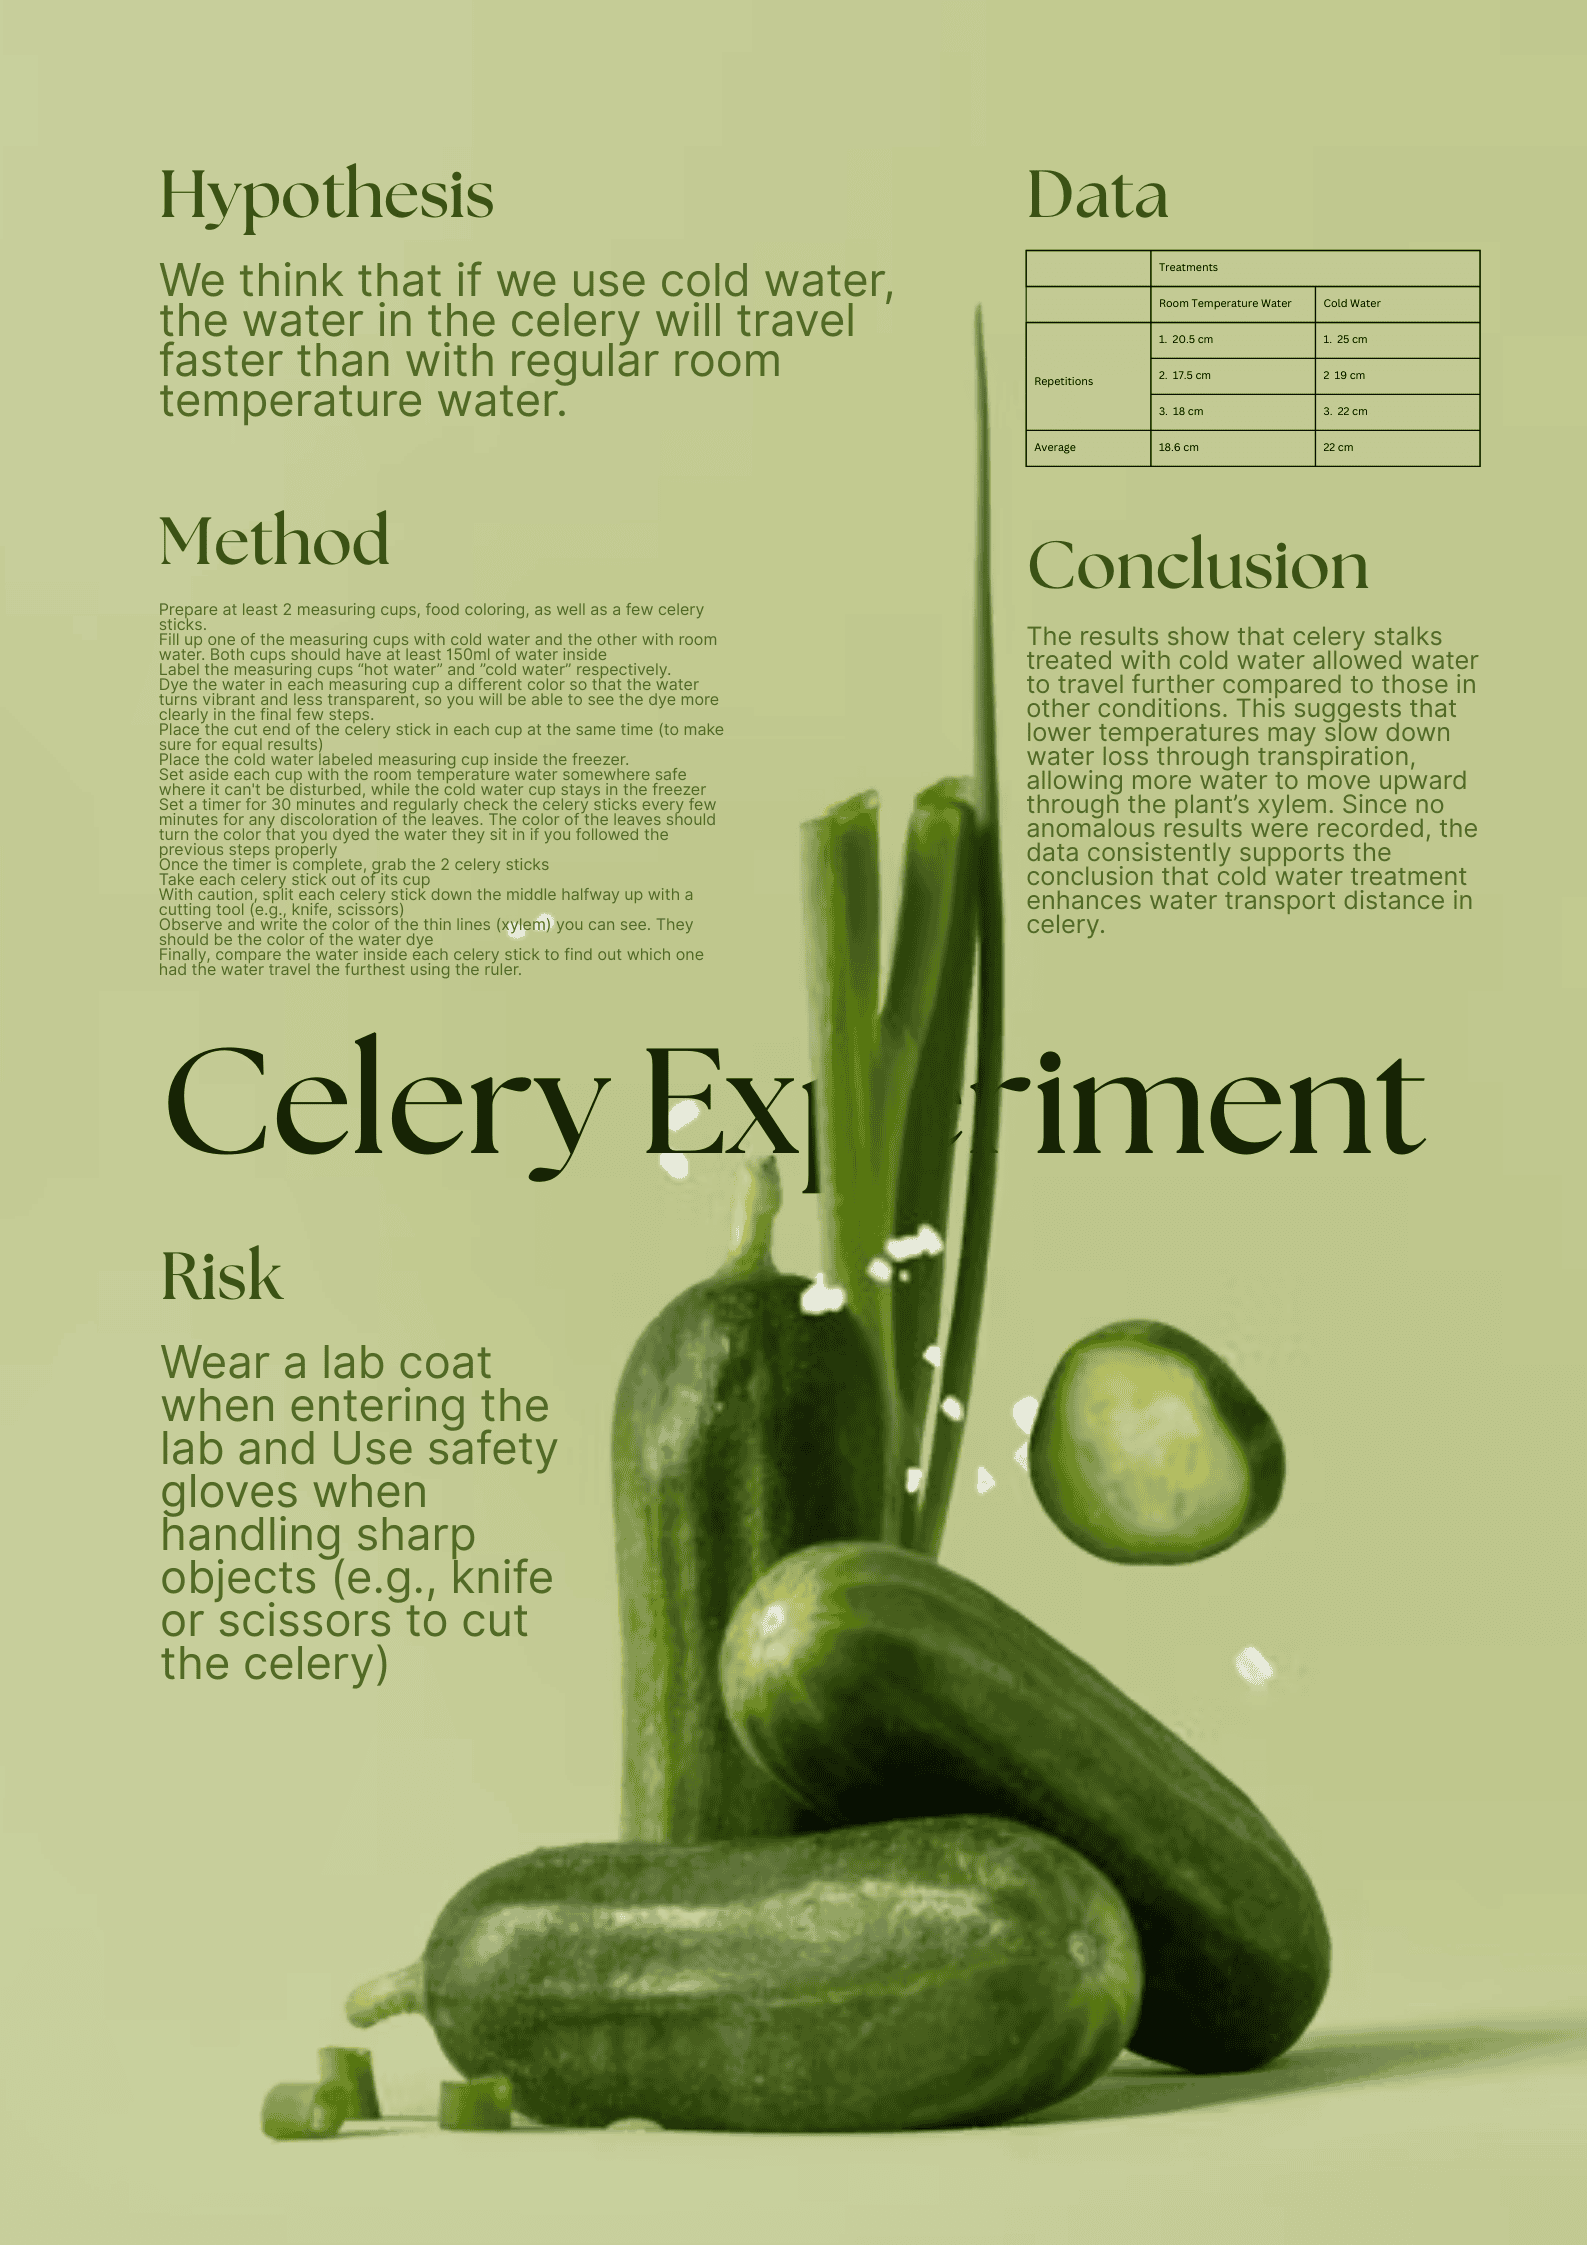 Hypothesis
We think that if we use cold water,
the water in the celery will travel
faster than with regular room
temperature water.
Method
Prepare at least 2 measuring cups, food coloring, as well as a few celery
sticks.
Fill up one of the measuring cups with cold water and the other with room
water. Both cups should have at least 150ml of water inside
Label the measuring cups “hot water” and “cold water” respectively.
Dye the water in each measuring cup a different color so that the water
turns vibrant and less transparent, so you will be able to see the dye more
clearly in the final few steps.
Place the cut end of the celery stick in each cup at the same time (to make
sure for equal results)
Place the cold water labeled measuring cup inside the freezer.
Set aside each cup with the room temperature water somewhere safe
where it can't be disturbed, while the cold water cup stays in the freezer
Set a timer for 30 minutes and regularly check the celery sticks every few
minutes for any discoloration of the leaves. The color of the leaves should
turn the color that you dyed the water they sit in if you followed the
previous steps properly
Once the timer is complete, grab the 2 celery sticks
Take each celery stick out of its cup
With caution, split each celery stick down the middle halfway up with a
cutting tool (e.g., knife, scissors)
Observe and write the color of the thin lines (xylem) you can see. They
should be the color of the water dye
Finally, compare the water inside each celery stick to find out which one
had the water travel the furthest using the ruler.
Data
Treatments
Room Temperature Water Cold Water
1. 20.5 cm 1. 25 cm
Repetitions 2. 17.5 cm 2 19 cm
3. 18 cm 3. 22 cm
Average 18.6 cm 22 cm
Conclusion
The results show that celery stalks
treated with cold water allowed water
to travel further compared to those in
other conditions. This suggests that
lower temperatures may slow down
water loss through transpiration,
allowing more water to move upward
through the plant’s xylem. Since no
anomalous results were recorded, the
data consistently supports the
conclusion that cold water treatment
enhances water transport distance in
celery.
Celery Experiment
Risk
Wear a lab coat
when entering the
lab and Use safety
gloves when
handling sharp
objects (e.g., knife
or scissors to cut
the celery)